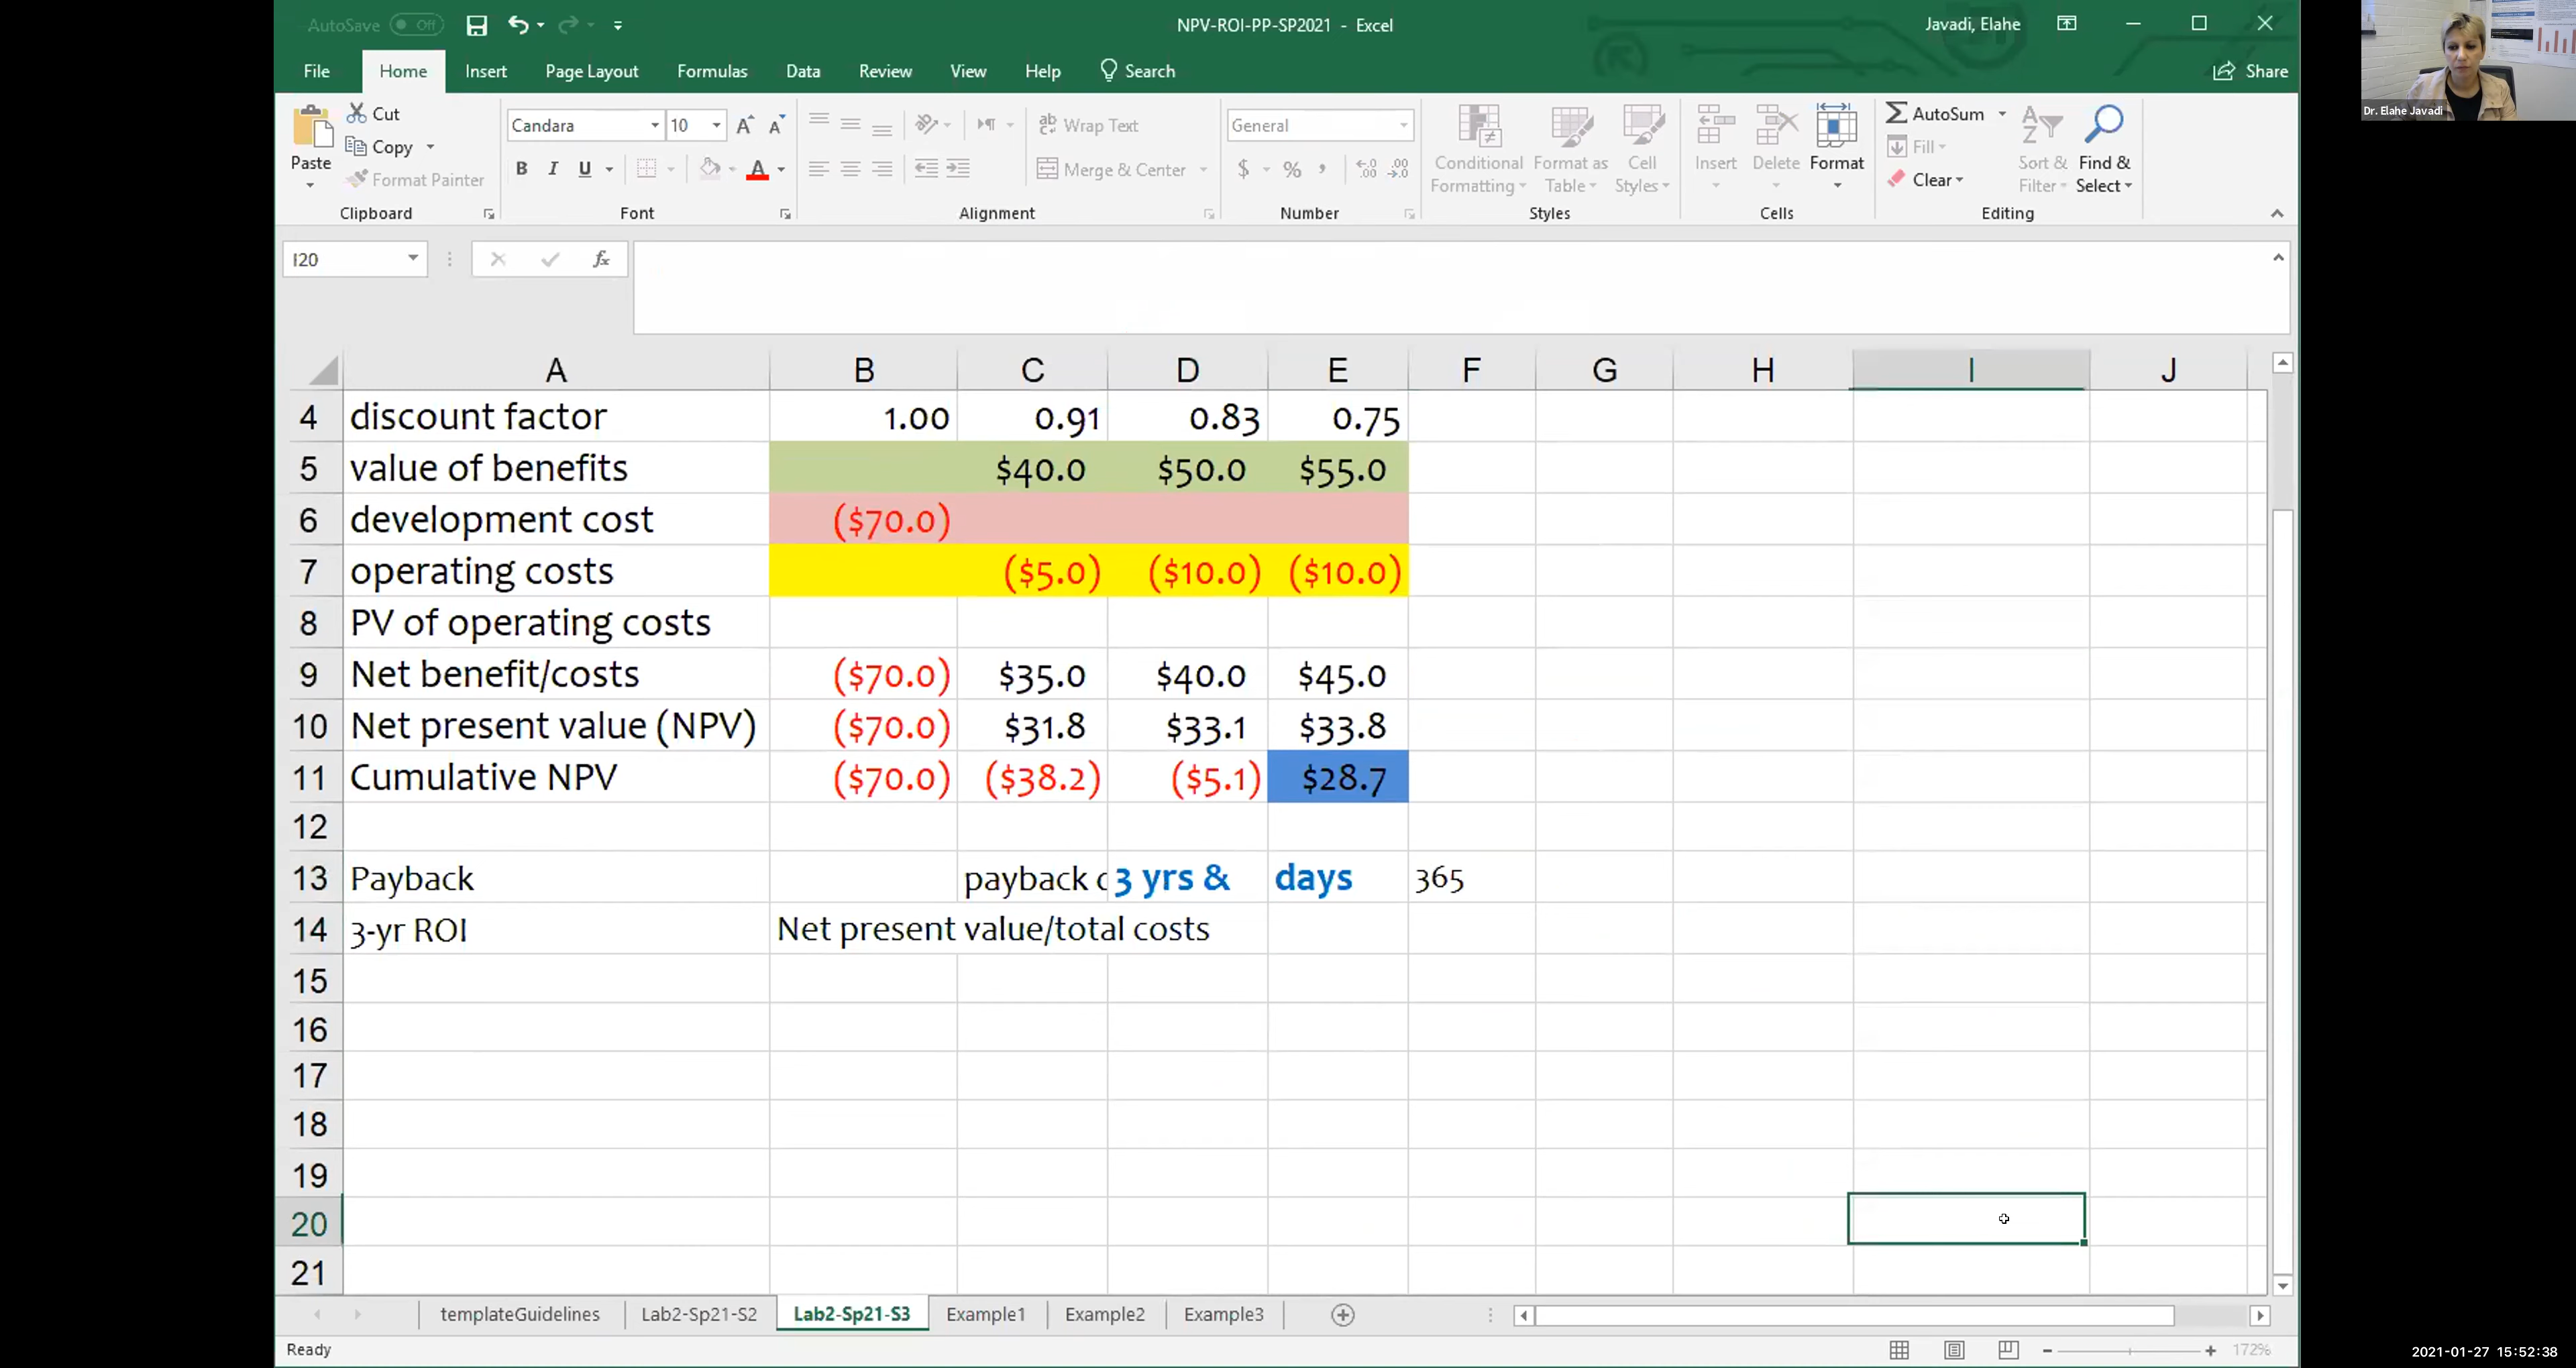 AutoSave Off NPV-ROI-PP-SP2021 - Excel Javadi, Elahe
File Home Insert Page Layout Formulas Data Review View Help Search Share
Paste Cut Copy Format Painter Clipboard
Candara 10 B I U A Font
Wrap Text Merge & Center Alignment
General $ % , Number
Conditional Formatting Format as Table Cell Styles Styles
Insert Delete Format Cells
AutoSum Fill Clear Sort & Filter Find & Select Editing
Dr. Elahe Javadi
I20 fx
A B C D E F G H I J
4 discount factor 1.00 0.91 0.83 0.75
5 value of benefits $40.0 $50.0 $55.0
6 development cost ($70.0)
7 operating costs ($5.0) ($10.0) ($10.0)
8 PV of operating costs
9 Net benefit/costs ($70.0) $35.0 $40.0 $45.0
10 Net present value (NPV) ($70.0) $31.8 $33.1 $33.8
11 Cumulative NPV ($70.0) ($38.2) ($5.1) $28.7
12
13 Payback payback 3 yrs & days 365
14 3-yr ROI Net present value/total costs
15
16
17
18
19
20
21
templateGuidelines Lab2-Sp21-S2 Lab2-Sp21-S3 Example1 Example2 Example3
Ready 172%
2021-01-27 15:52:38